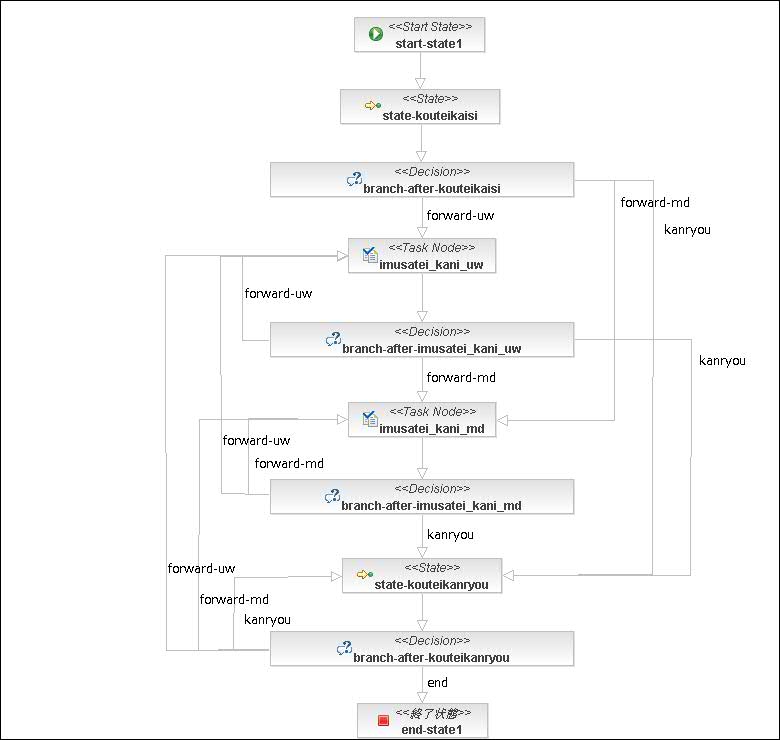 <<Start State>>
start-state1
<<State>>
state-kouteikaisi
<<Decision>>
branch-after-kouteikaisi
forward-md
forward-uw
kanryou
<<Task Node>>
imusatei_kani_uw
forward-uw
<<Decision>>
branch-after-imusatei_kani_uw
kanryou
forward-md
<<Task Node>>
imusatei_kani_md
forward-uw
forward-md
<<Decision>>
branch-after-imusatei_kani_md
kanryou
<<State>>
state-kouteikanryou
forward-uw
forward-md
kanryou
<<Decision>>
branch-after-kouteikanryou
end
<<終了状態>>
end-state1